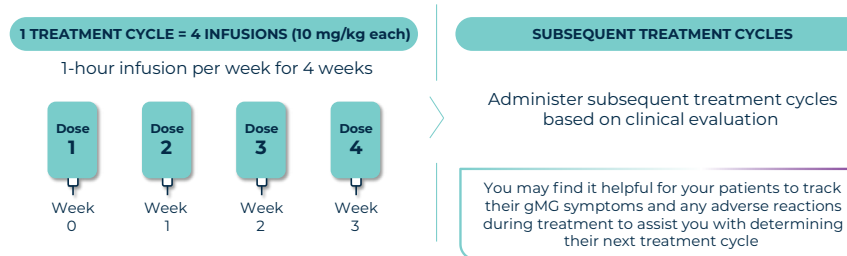 1 TREATMENT CYCLE = 4 INFUSIONS (10 mg/kg each)
1-hour infusion per week for 4 weeks
Dose
1
Dose
2
Dose
3
Dose
4
Week
0
Week
1
Week
2
Week
3
SUBSEQUENT TREATMENT CYCLES
Administer subsequent treatment cycles
based on clinical evaluation
You may find it helpful for your patients to track
their gMG symptoms and any adverse reactions
during treatment to assist you with determining
their next treatment cycle